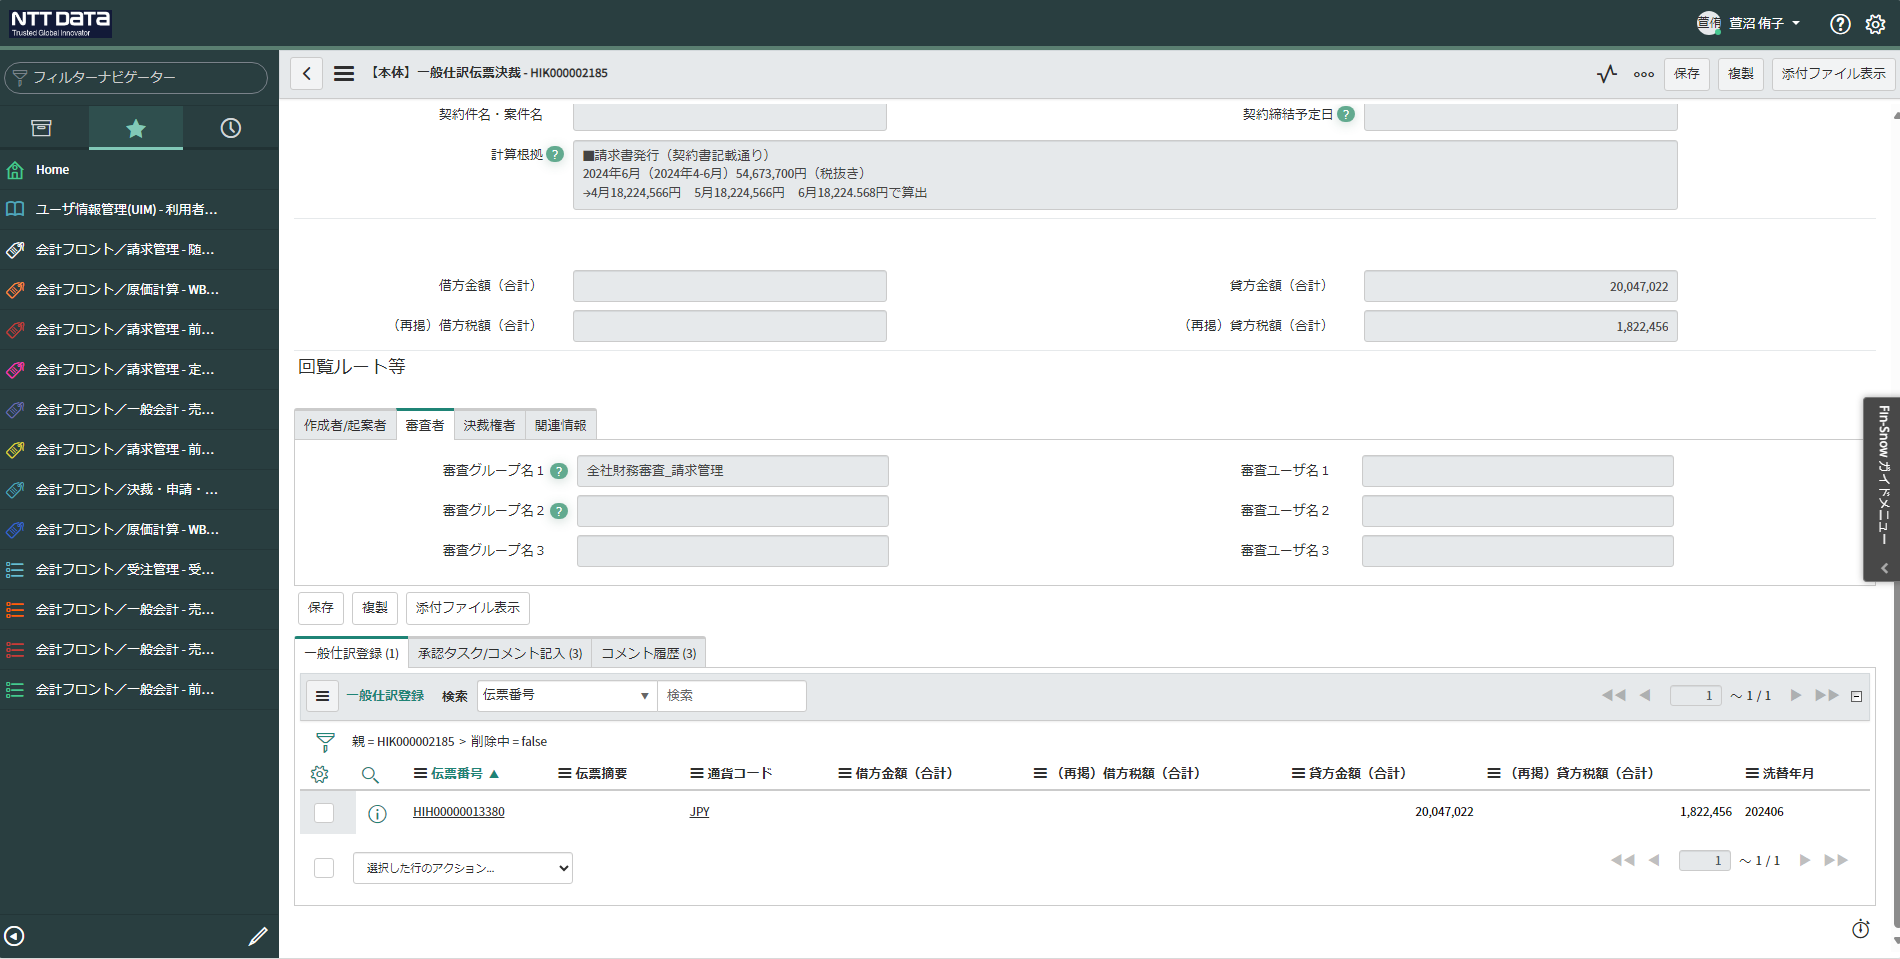 NTT DATA
Trusted Global Innovator
萱沼 侑子
フィルターナビゲーター
Home
ユーザ情報管理(UIM) - 利用者...
会計フロント／請求管理 - 随...
会計フロント／原価計算 - WB...
会計フロント／請求管理 - 前...
会計フロント／請求管理 - 定...
会計フロント／一般会計 - 売...
会計フロント／請求管理 - 前...
会計フロント／決裁・申請・...
会計フロント／原価計算 - WB...
会計フロント／受注管理 - 受...
会計フロント／一般会計 - 売...
会計フロント／一般会計 - 売...
会計フロント／一般会計 - 前...
【本体】一般仕訳伝票決裁 - HIK000002185
保存 複製 添付ファイル表示
契約件名・案件名 契約締結予定日
計算根拠
■請求書発行（契約書記載通り）
2024年6月（2024年4-6月）54,673,700円（税抜き）
→4月18,224,566円　5月18,224,566円　6月18,224.568円で算出
借方金額（合計） 貸方金額（合計） 20,047,022
（再掲）借方税額（合計） （再掲）貸方税額（合計） 1,822,456
回覧ルート等
作成者/起案者 審査者 決裁権者 関連情報
審査グループ名１ 全社財務審査_請求管理 審査ユーザ名１
審査グループ名２ 審査ユーザ名２
審査グループ名３ 審査ユーザ名３
保存 複製 添付ファイル表示
一般仕訳登録 (1) 承認タスク/コメント記入 (3) コメント履歴 (3)
一般仕訳登録 検索 伝票番号 検索 1 ～ 1 / 1
親 = HIK000002185 > 削除中 = false
伝票番号 ▲ 伝票摘要 通貨コード 借方金額（合計） （再掲）借方税額（合計） 貸方金額（合計） （再掲）貸方税額（合計） 洗替年月
HIH00000013380 JPY 20,047,022 1,822,456 202406
選択した行のアクション... 1 ～ 1 / 1
Fin-Snow ガイドメニュー